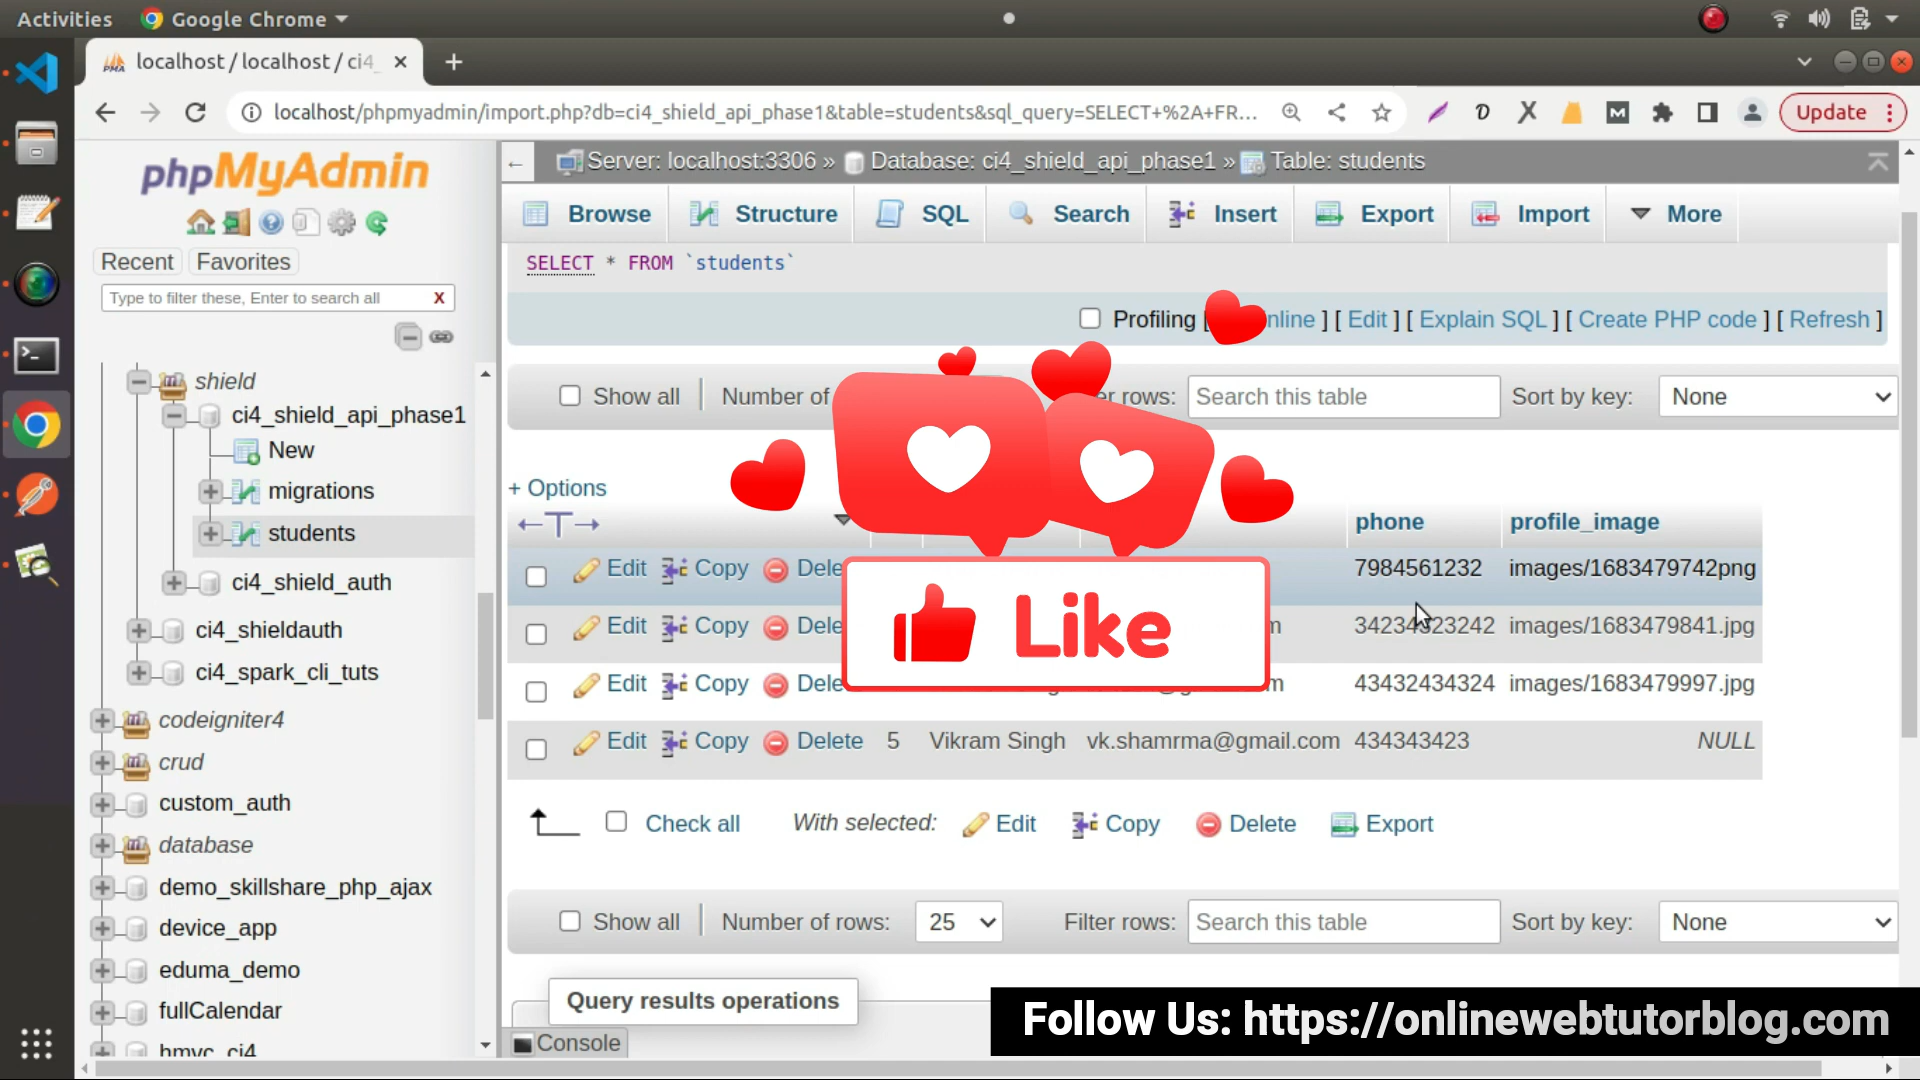 Activities
Google Chrome
localhost / localhost / ci4_
localhost/phpmyadmin/import.php?db=ci4_shield_api_phase1&table=students&sql_query=SELECT+%2A+FR...
Update
phpMyAdmin
Recent
Favorites
Type to filter these, Enter to search all
X
shield
ci4_shield_api_phase1
New
migrations
students
ci4_shield_auth
ci4_shieldauth
ci4_spark_cli_tuts
codeigniter4
crud
custom_auth
database
demo_skillshare_php_ajax
device_app
eduma_demo
fullCalendar
hmvc_ci4
Server: localhost:3306 » Database: ci4_shield_api_phase1 » Table: students
Browse
Structure
SQL
Search
Insert
Export
Import
More
SELECT * FROM `students`
Profiling [ nline ] [ Edit ] [ Explain SQL ] [ Create PHP code ] [ Refresh ]
Show all
Number of
er rows:
Search this table
Sort by key:
None
+ Options
←T→
phone
profile_image
Edit Copy Dele 7984561232 images/1683479742png
Edit Copy Dele m 34234323242 images/1683479841.jpg
Edit Copy Dele m 43432434324 images/1683479997.jpg
Edit Copy Delete 5 Vikram Singh vk.shamrma@gmail.com 434343423 NULL
Like
Check all
With selected:
Edit
Copy
Delete
Export
Show all
Number of rows:
25
Filter rows:
Search this table
Sort by key:
None
Query results operations
Console
Follow Us: https://onlinewebtutorblog.com